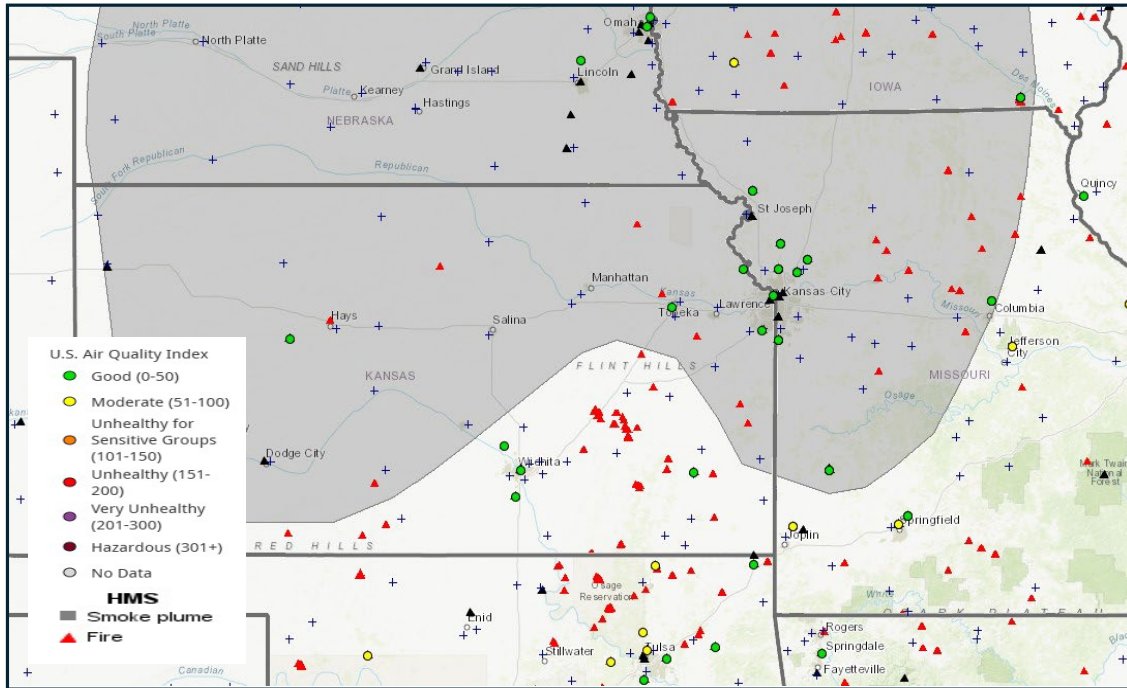 North Platte
South Platte
North Platte
SAND HILLS
Grand Island
Platte
Kearney
Hastings
NEBRASKA
Omaha
Lincoln
IOWA
Des Moines
South Fork Republican
Republican
St Joseph
Quincy
Manhattan
Kansas
Topeka
Lawrence
Kansas City
Missouri
Columbia
Jefferson City
Hays
Salina
KANSAS
FLINT HILLS
MISSOURI
Osage
U.S. Air Quality Index
Good (0-50)
Moderate (51-100)
Unhealthy for
Sensitive Groups
(101-150)
Unhealthy (151-
200)
Very Unhealthy
(201-300)
Hazardous (301+)
No Data
HMS
Smoke plume
Fire
Dodge City
Wichita
Mark Twain
National
Forest
Springfield
Joplin
RED HILLS
Osage
Reservation
White
OZARK PLATEAU
Enid
Stillwater
Tulsa
Rogers
Springdale
Fayetteville
Canadian